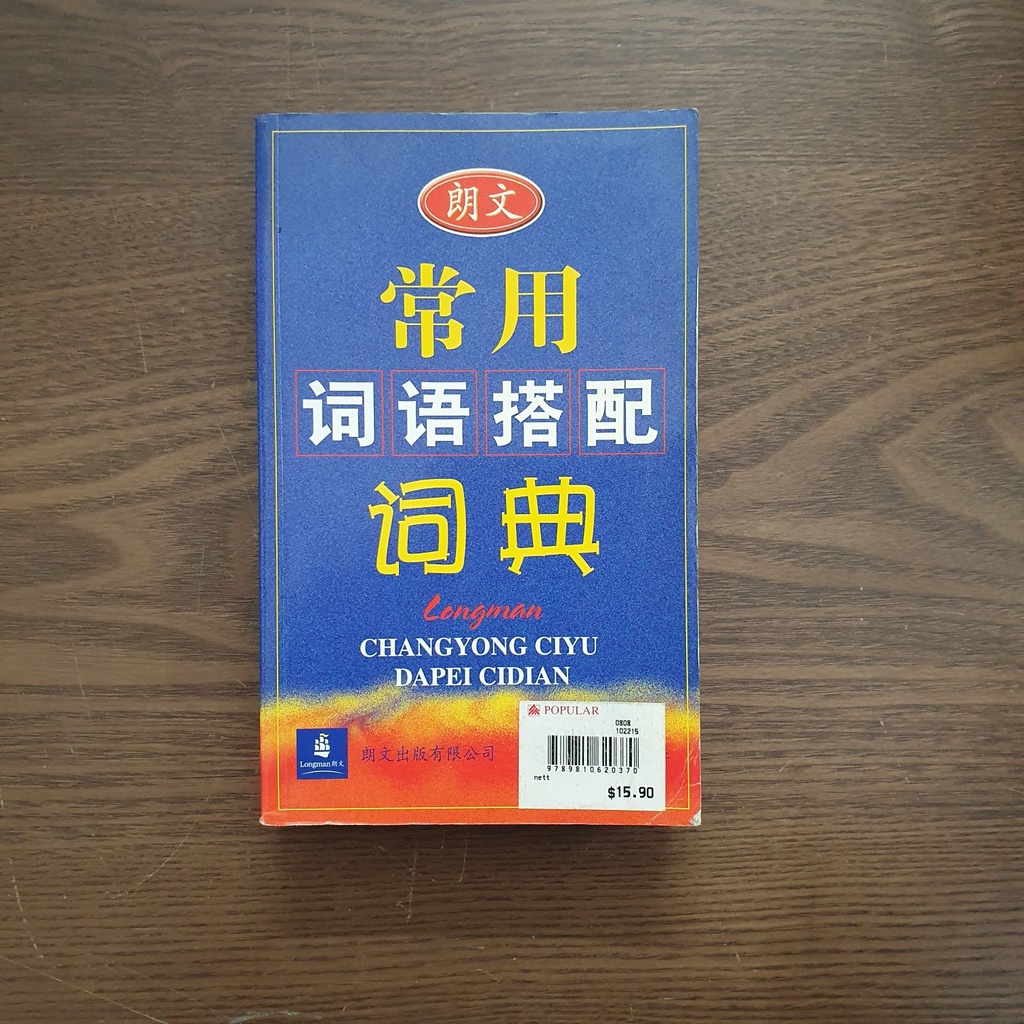 朗文
常用
词语搭配
词典
Longman
CHANGYONG CIYU
DAPEI CIDIAN
Longman 朗文
朗文出版有限公司
POPULAR
0808
102215
9789810620370
nett
$15.90